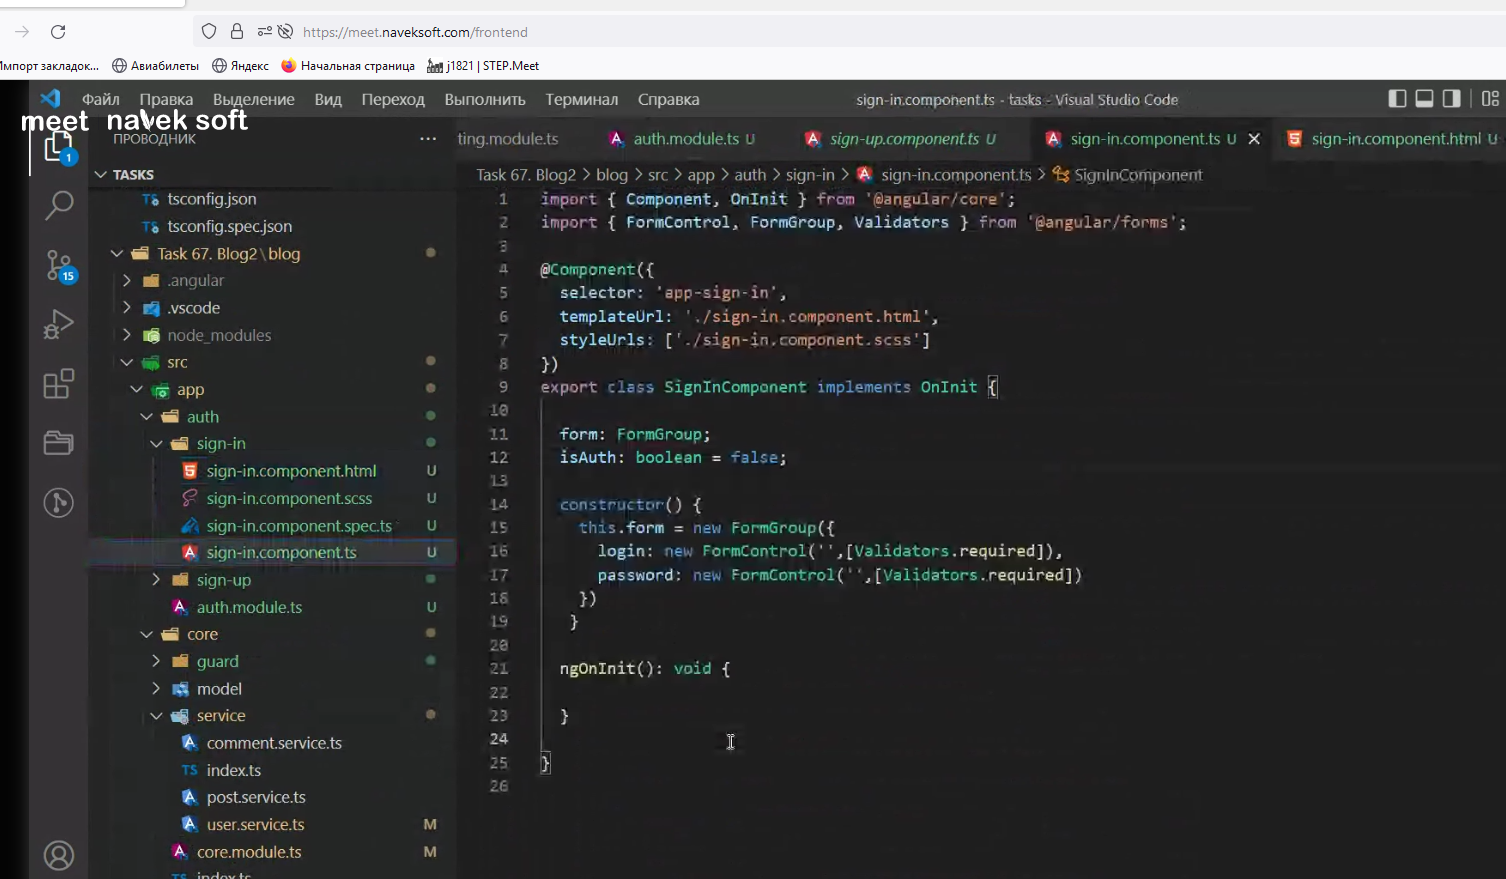 https://meet.naveksoft.com/frontend
Импорт закладок... Авиабилеты Яндекс Начальная страница j1821 | STEP.Meet
Файл Правка Выделение Вид Переход Выполнить Терминал Справка sign-in.component.ts - tasks - Visual Studio Code
meet navek soft
ПРОВОДНИК ...
ting.module.ts auth.module.ts U sign-up.component.ts U sign-in.component.ts U sign-in.component.html U
Task 67. Blog2 > blog > src > app > auth > sign-in > sign-in.component.ts > SignInComponent
1
15
TASKS
tsconfig.json
tsconfig.spec.json
Task 67. Blog2\blog
.angular
.vscode
node_modules
src
app
auth
sign-in
sign-in.component.html U
sign-in.component.scss U
sign-in.component.spec.ts U
sign-in.component.ts U
sign-up
auth.module.ts U
core
guard
model
service
comment.service.ts
index.ts
post.service.ts
user.service.ts M
core.module.ts M
index.ts
1 import { Component, OnInit } from '@angular/core';
2 import { FormControl, FormGroup, Validators } from '@angular/forms';
3
4 @Component({
5 selector: 'app-sign-in',
6 templateUrl: './sign-in.component.html',
7 styleUrls: ['./sign-in.component.scss']
8 })
9 export class SignInComponent implements OnInit {
10
11 form: FormGroup;
12 isAuth: boolean = false;
13
14 constructor() {
15 this.form = new FormGroup({
16 login: new FormControl('',[Validators.required]),
17 password: new FormControl('',[Validators.required])
18 })
19 }
20
21 ngOnInit(): void {
22
23 }
24
25 }
26